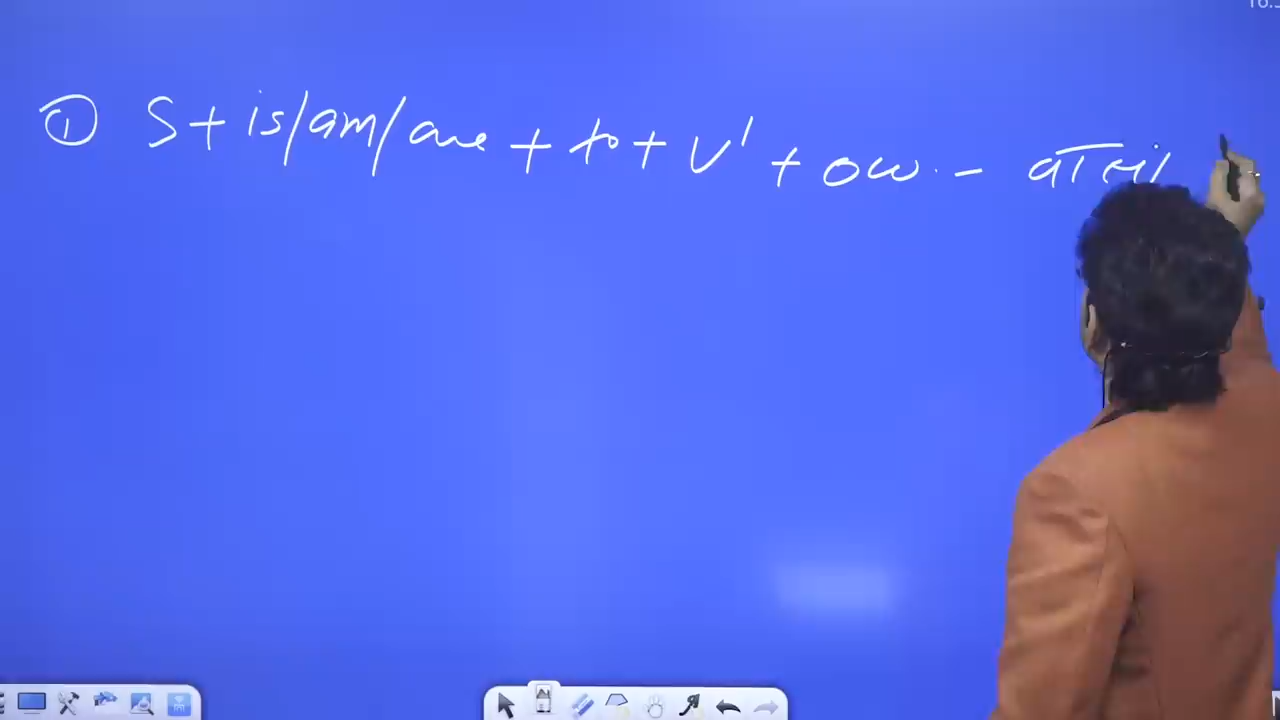 ① S + is/am/are + to + V¹ + ow. -